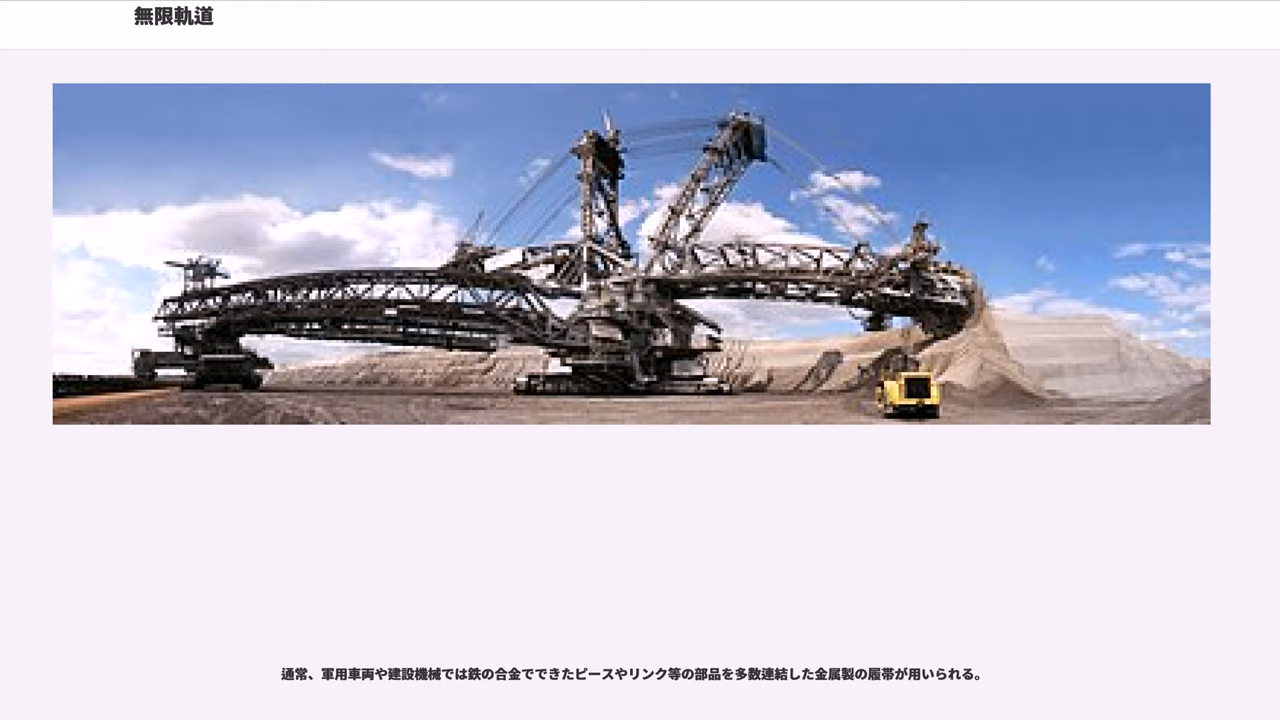 無限軌道
通常、軍用車両や建設機械では鉄の合金でできたピースやリンク等の部品を多数連結した金属製の履帯が用いられる。